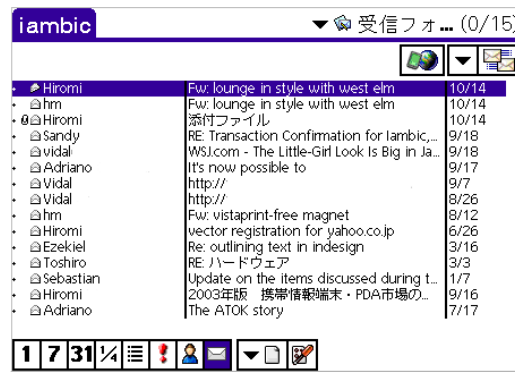 iambic 受信フォ... (0/15)
Hiromi Fw: lounge in style with west elm 10/14
hm Fw: lounge in style with west elm 10/14
Hiromi 添付ファイル 10/14
Sandy RE: Transaction Confirmation for Iambic,... 9/18
vidal WSJ.com - The Little-Girl Look Is Big in Ja... 9/18
Adriano It's now possible to 9/17
Vidal http:// 9/7
Vidal http:// 8/26
hm Fw: vistaprint-free magnet 8/12
Hiromi vector registration for yahoo.co.jp 6/26
Ezekiel Re: outlining text in indesign 3/16
Toshiro RE: ハードウェア 3/3
Sebastian Update on the items discussed during t... 1/7
Hiromi 2003年版 携帯情報端末・PDA市場の... 9/16
Adriano The ATOK story 7/17
1 7 31 ¼